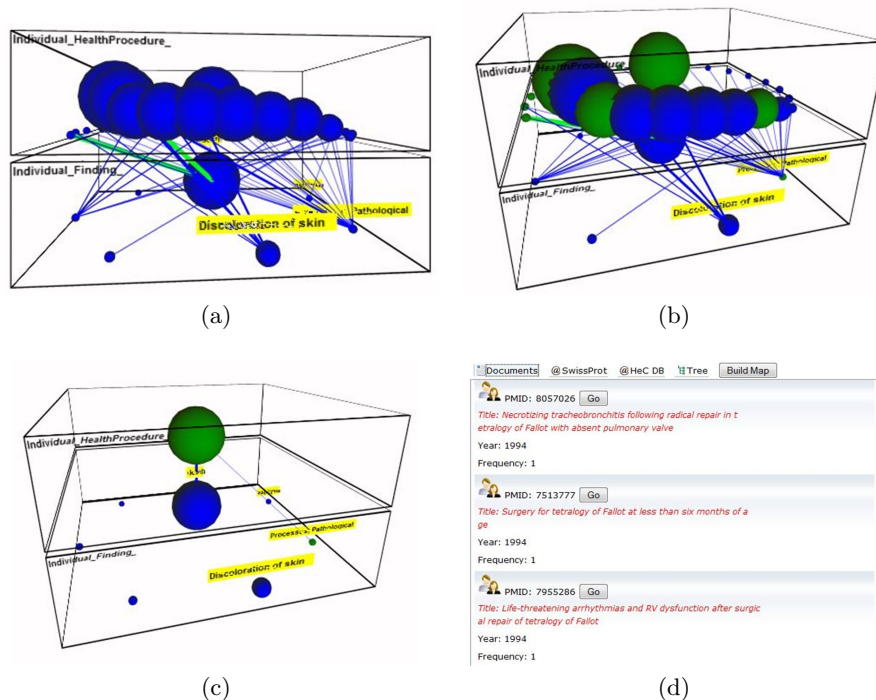 Individual_HealthProcedure_
Individual_Finding_
Pathological
Discoloration of skin
(a)
Individual_HealthProcedure_
Pathological
Individual_Finding_
Discoloration of skin
(b)
Individual_HealthProcedure_
Pathological
Individual_Finding_
Discoloration of skin
(c)
Documents @SwissProt @HeC DB Tree Build Map
PMID: 8057026 Go
Title: Necrotizing tracheobronchitis following radical repair in t
etralogy of Fallot with absent pulmonary valve
Year: 1994
Frequency: 1
PMID: 7513777 Go
Title: Surgery for tetralogy of Fallot at less than six months of a
ge
Year: 1994
Frequency: 1
PMID: 7955286 Go
Title: Life-threatening arrhythmias and RV dysfunction after surgic
al repair of tetralogy of Fallot
Year: 1994
Frequency: 1
(d)